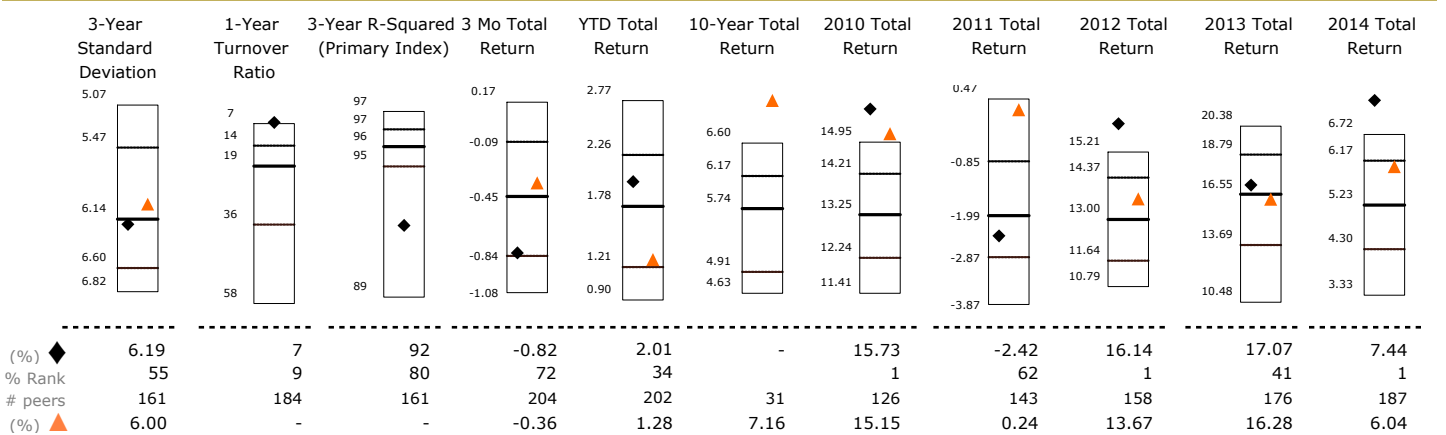 3-Year 1-Year 3-Year R-Squared 3 Mo Total YTD Total 10-Year Total 2010 Total 2011 Total 2012 Total 2013 Total 2014 Total
Standard Turnover (Primary Index) Return Return Return Return Return Return Return Return
Deviation Ratio
5.07 7 97 0.17 2.77 6.60 14.95 0.47 15.21 20.38 6.72
5.47 14 97 -0.09 2.26 6.17 14.21 -0.85 14.37 18.79 6.17
6.14 19 96 -0.45 1.78 5.74 13.25 -1.99 13.00 16.55 5.23
6.60 36 95 -0.84 1.21 4.91 12.24 -2.87 11.64 13.69 4.30
6.82 58 89 -1.08 0.90 4.63 11.41 -3.87 10.79 10.48 3.33
(%) 6.19 7 92 -0.82 2.01 - 15.73 -2.42 16.14 17.07 7.44
% Rank 55 9 80 72 34 1 62 1 41 1
# peers 161 184 161 204 202 31 126 143 158 176 187
(%) 6.00 - - -0.36 1.28 7.16 15.15 0.24 13.67 16.28 6.04